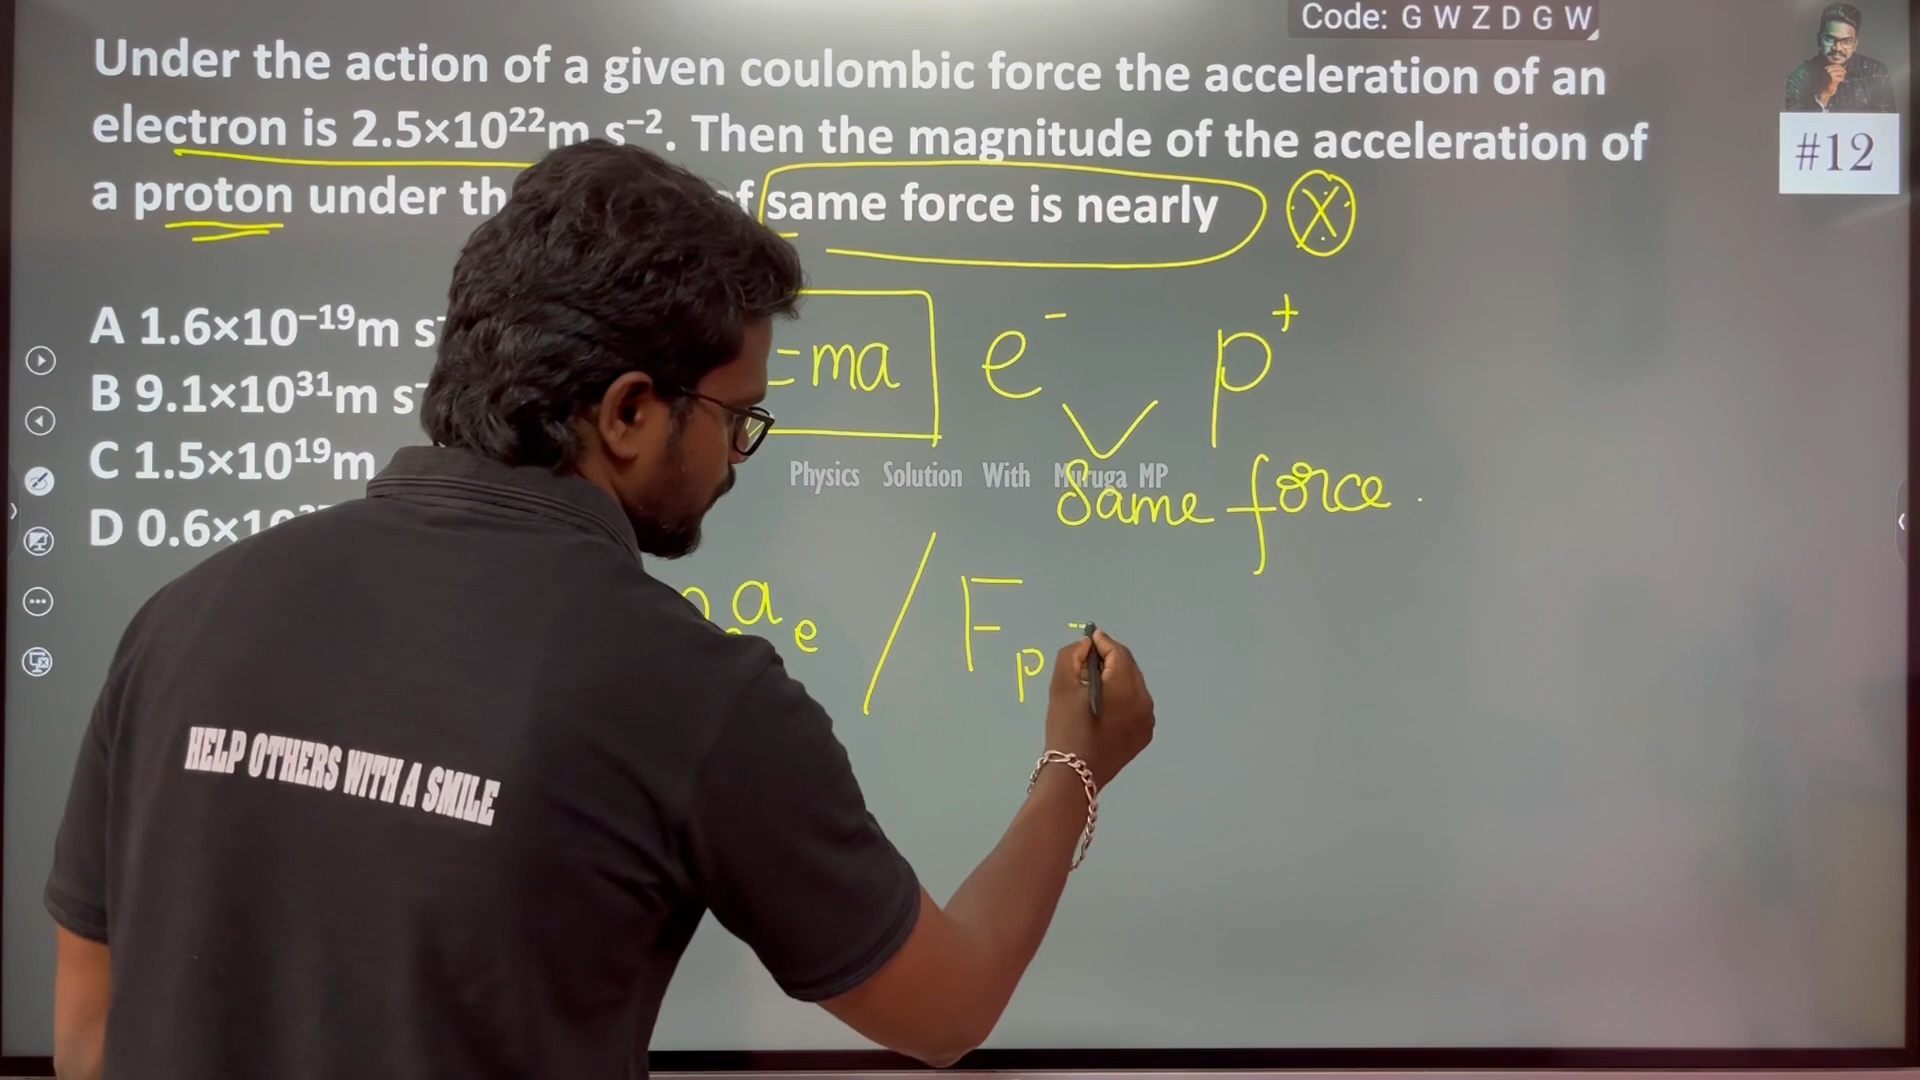 Code: G W Z D G W
Under the action of a given coulombic force the acceleration of an
electron is 2.5×10²²m s⁻². Then the magnitude of the acceleration of
a proton under th f same force is nearly
#12
A 1.6×10⁻¹⁹m s⁻
B 9.1×10³¹m s⁻
C 1.5×10¹⁹m
D 0.6×10
=ma e⁻ p⁺
Physics Solution With Muruga MP
Same force.
aₑ / Fₚ =
HELP OTHERS WITH A SMILE